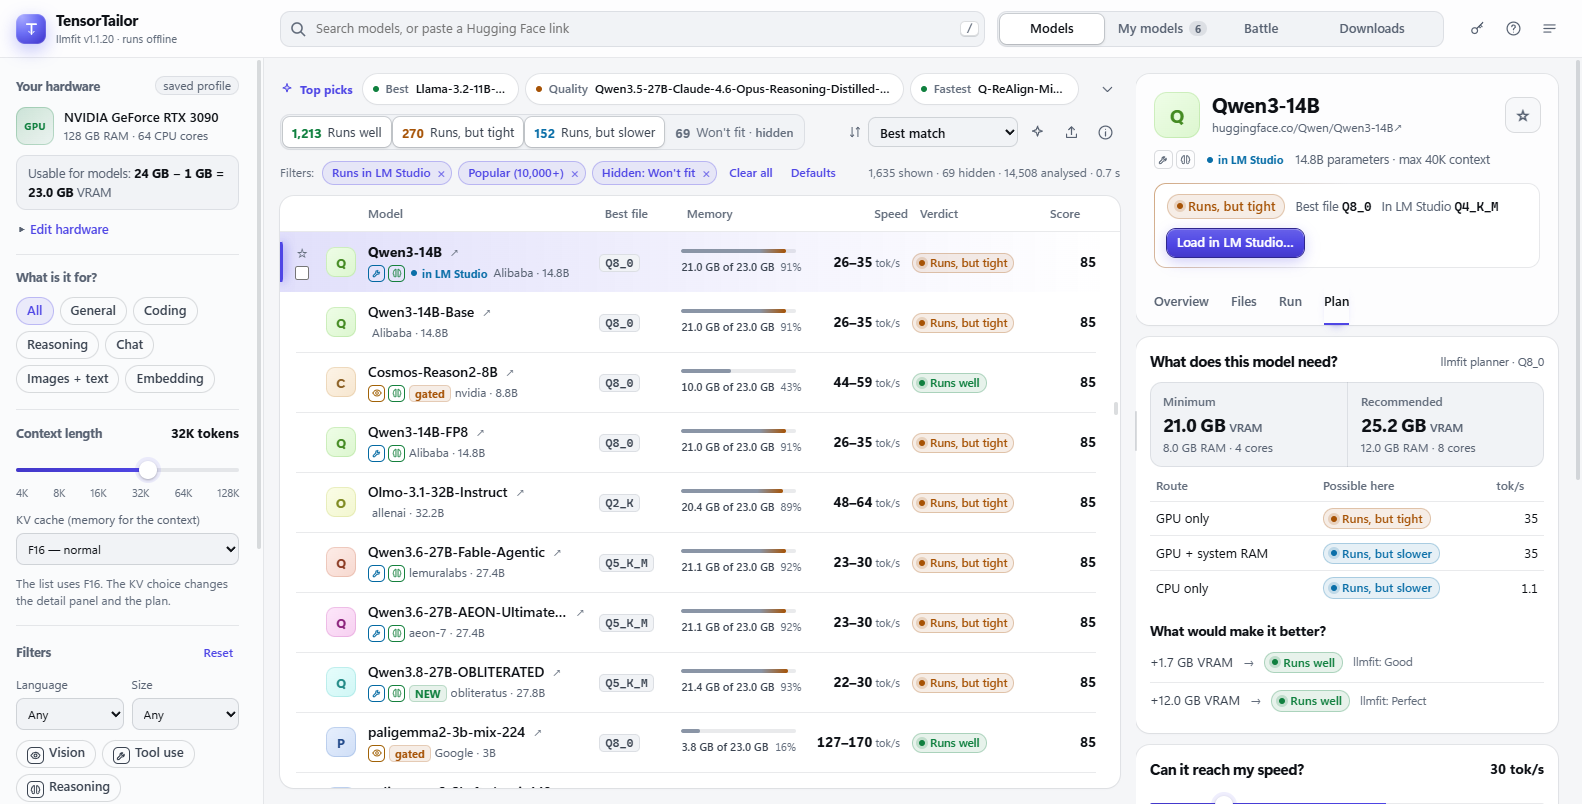 TensorTailor
llmfit v1.1.20 · runs offline
Search models, or paste a Hugging Face link
/
Models
My models 6
Battle
Downloads
Your hardware
saved profile
GPU
NVIDIA GeForce RTX 3090
128 GB RAM · 64 CPU cores
Usable for models: 24 GB − 1 GB =
23.0 GB VRAM
▸ Edit hardware
What is it for?
All
General
Coding
Reasoning
Chat
Images + text
Embedding
Context length
32K tokens
4K 8K 16K 32K 64K 128K
KV cache (memory for the context)
F16 — normal
The list uses F16. The KV choice changes
the detail panel and the plan.
Filters
Reset
Language
Size
Any
Any
Vision
Tool use
Reasoning
Top picks
Best Llama-3.2-11B-...
Quality Qwen3.5-27B-Claude-4.6-Opus-Reasoning-Distilled-...
Fastest Q-ReAlign-Mi...
1,213 Runs well
270 Runs, but tight
152 Runs, but slower
69 Won't fit · hidden
Best match
Filters:
Runs in LM Studio ×
Popular (10,000+) ×
Hidden: Won't fit ×
Clear all
Defaults
1,635 shown · 69 hidden · 14,508 analysed · 0.7 s
Model Best file Memory Speed Verdict Score
Q
Qwen3-14B ↗
in LM Studio Alibaba · 14.8B
Q8_0
21.0 GB of 23.0 GB 91%
26–35 tok/s
Runs, but tight
85
Q
Qwen3-14B-Base ↗
Alibaba · 14.8B
Q8_0
21.0 GB of 23.0 GB 91%
26–35 tok/s
Runs, but tight
85
C
Cosmos-Reason2-8B ↗
gated nvidia · 8.8B
Q8_0
10.0 GB of 23.0 GB 43%
44–59 tok/s
Runs well
85
Q
Qwen3-14B-FP8 ↗
Alibaba · 14.8B
Q8_0
21.0 GB of 23.0 GB 91%
26–35 tok/s
Runs, but tight
85
O
Olmo-3.1-32B-Instruct ↗
allenai · 32.2B
Q2_K
20.4 GB of 23.0 GB 89%
48–64 tok/s
Runs, but tight
85
Q
Qwen3.6-27B-Fable-Agentic ↗
lemuralabs · 27.4B
Q5_K_M
21.1 GB of 23.0 GB 92%
23–30 tok/s
Runs, but tight
85
Q
Qwen3.6-27B-AEON-Ultimate... ↗
aeon-7 · 27.4B
Q5_K_M
21.1 GB of 23.0 GB 92%
23–30 tok/s
Runs, but tight
85
Q
Qwen3.8-27B-OBLITERATED ↗
NEW obliteratus · 27.8B
Q5_K_M
21.4 GB of 23.0 GB 93%
22–30 tok/s
Runs, but tight
85
P
paligemma2-3b-mix-224 ↗
gated Google · 3B
Q8_0
3.8 GB of 23.0 GB 16%
127–170 tok/s
Runs well
85
Q
Qwen3-14B
huggingface.co/Qwen/Qwen3-14B↗
in LM Studio 14.8B parameters · max 40K context
Runs, but tight Best file Q8_0 In LM Studio Q4_K_M
Load in LM Studio...
Overview
Files
Run
Plan
What does this model need?
llmfit planner · Q8_0
Minimum
21.0 GB VRAM
8.0 GB RAM · 4 cores
Recommended
25.2 GB VRAM
12.0 GB RAM · 8 cores
Route Possible here tok/s
GPU only Runs, but tight 35
GPU + system RAM Runs, but slower 35
CPU only Runs, but slower 1.1
What would make it better?
+1.7 GB VRAM → Runs well llmfit: Good
+12.0 GB VRAM → Runs well llmfit: Perfect
Can it reach my speed?
30 tok/s